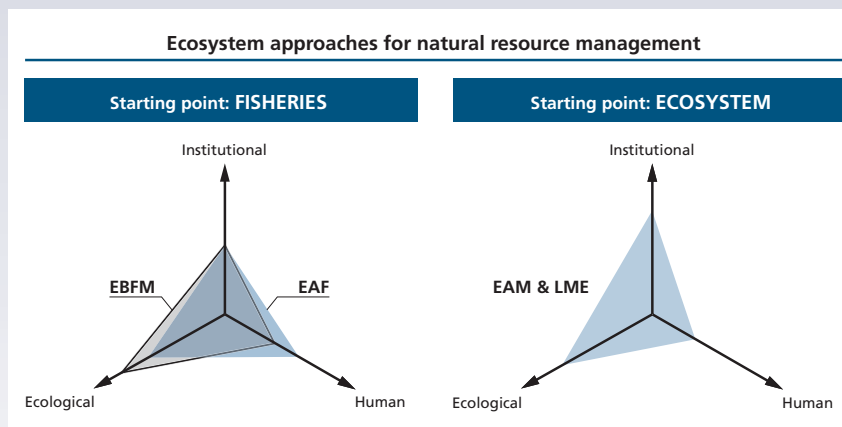 Ecosystem approaches for natural resource management
Starting point: FISHERIES
Institutional
EBFM
EAF
Ecological
Human
Starting point: ECOSYSTEM
Institutional
EAM & LME
Ecological
Human